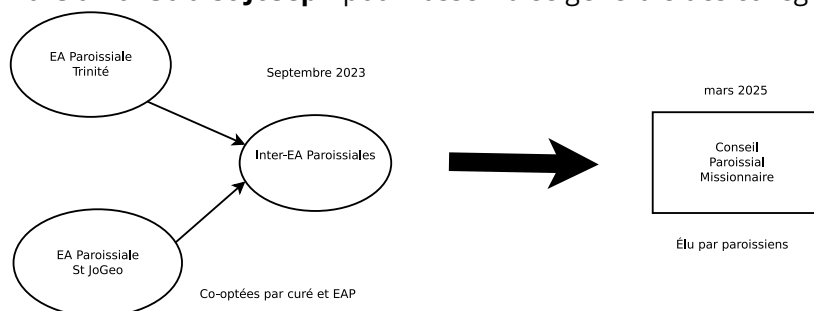 EA Paroissiale
Trinité
Septembre 2023
Inter-EA Paroissiales
EA Paroissiale
St JoGeo
Co-optées par curé et EAP
mars 2025
Conseil
Paroissial
Missionnaire
Élu par paroissiens